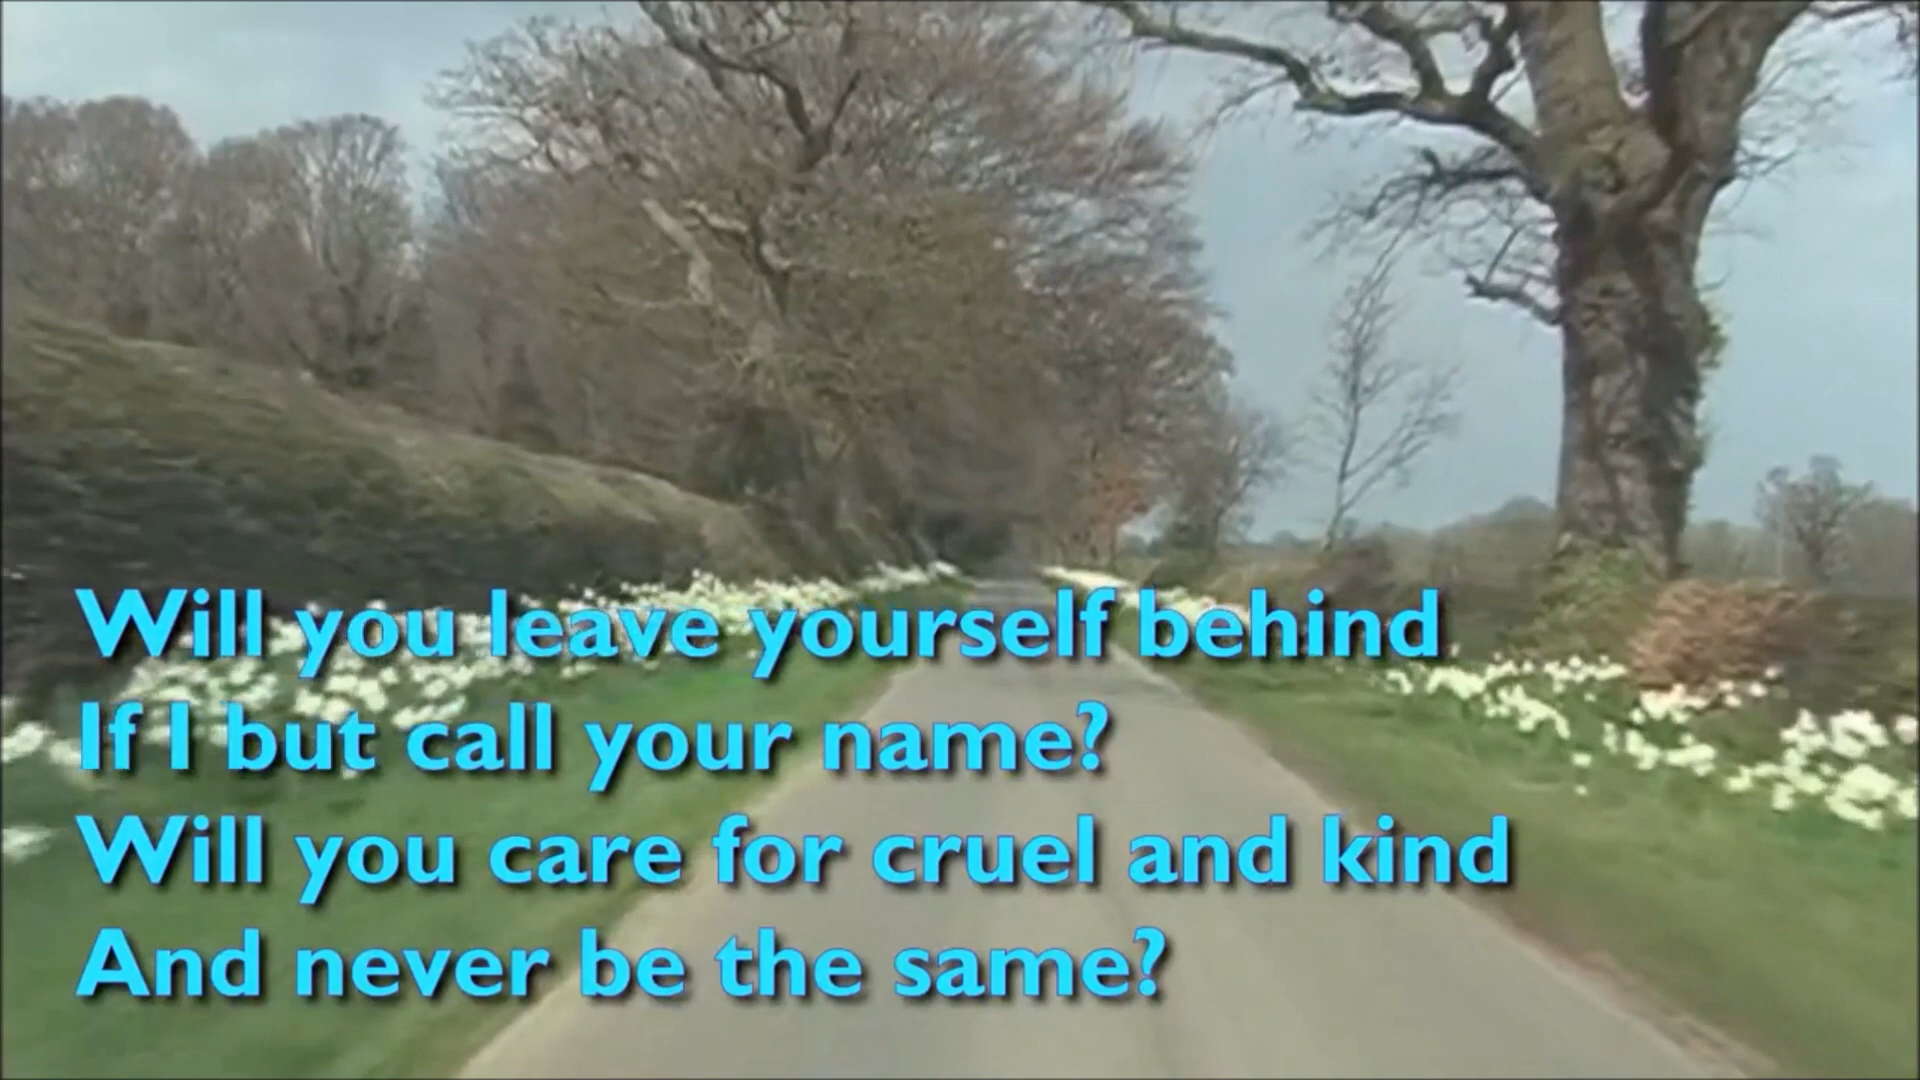 Will you leave yourself behind
If I but call your name?
Will you care for cruel and kind
And never be the same?